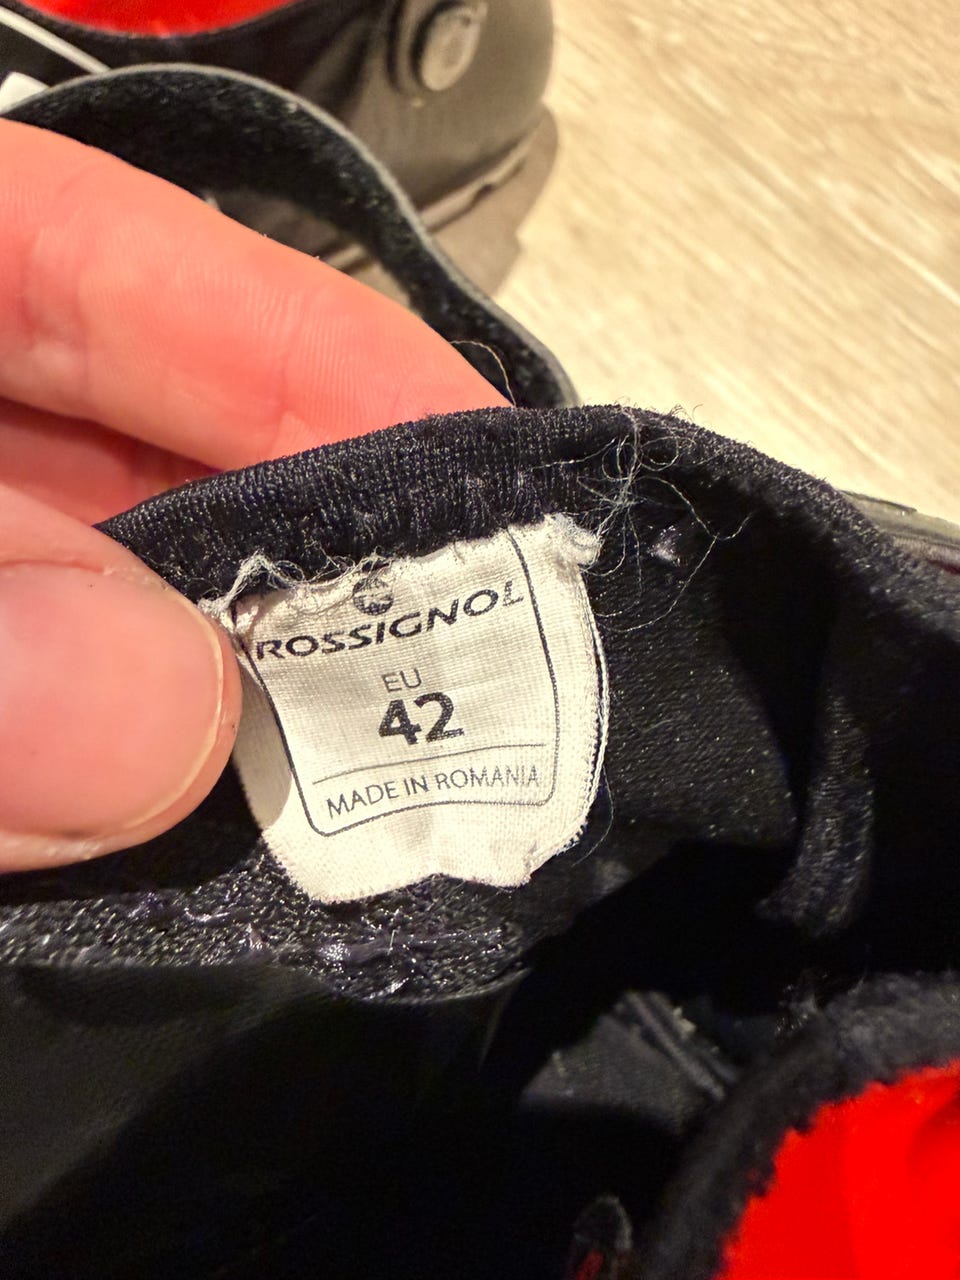 ROSSIGNOL
EU
42
MADE IN ROMANIA